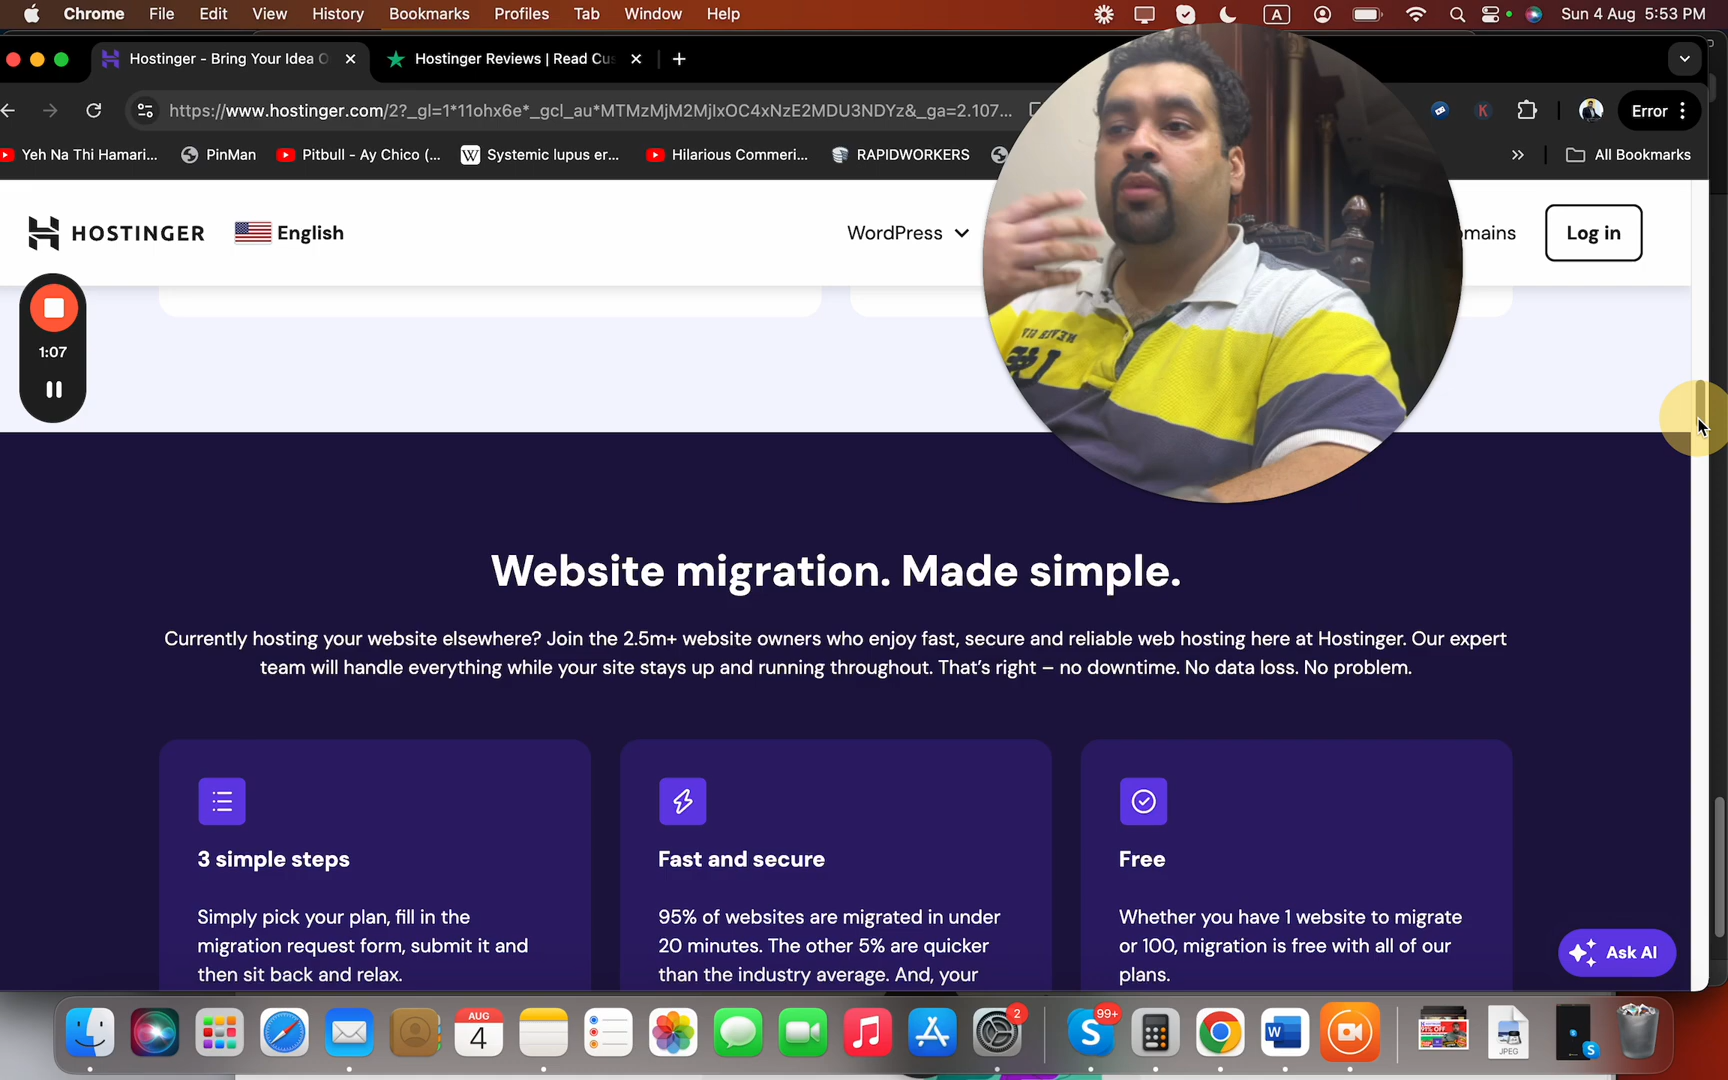 Chrome File Edit View History Bookmarks Profiles Tab Window Help A Sun 4 Aug 5:53 PM
Hostinger - Bring Your Idea O Hostinger Reviews | Read Cus
https://www.hostinger.com/2?_gl=1*11ohx6e*_gcl_au*MTMzMjM2MjIxOC4xNzE2MDU3NDYz&_ga=2.107... K Error
Yeh Na Thi Hamari... PinMan Pitbull - Ay Chico (... W Systemic lupus er... Hilarious Commeri... RAPIDWORKERS All Bookmarks
HOSTINGER English WordPress omains Log in
1:07
Website migration. Made simple.
Currently hosting your website elsewhere? Join the 2.5m+ website owners who enjoy fast, secure and reliable web hosting here at Hostinger. Our expert
team will handle everything while your site stays up and running throughout. That's right – no downtime. No data loss. No problem.
3 simple steps
Simply pick your plan, fill in the
migration request form, submit it and
then sit back and relax.
Fast and secure
95% of websites are migrated in under
20 minutes. The other 5% are quicker
than the industry average. And, your
Free
Whether you have 1 website to migrate
or 100, migration is free with all of our
plans.
Ask AI
AUG
4
2
99+
S
W
JPEG
S